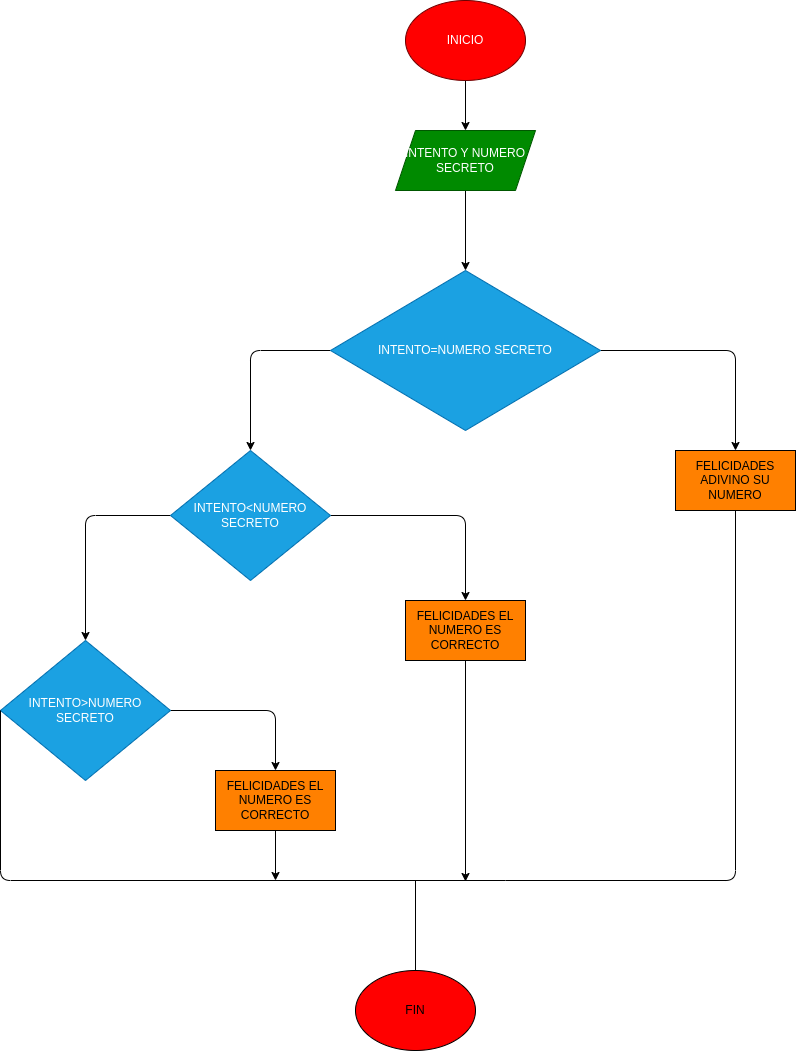 INICIO
INTENTO Y NUMERO
SECRETO
INTENTO=NUMERO SECRETO
FELICIDADES
ADIVINO SU
NUMERO
INTENTO<NUMERO
SECRETO
FELICIDADES EL
NUMERO ES
CORRECTO
INTENTO>NUMERO
SECRETO
FELICIDADES EL
NUMERO ES
CORRECTO
FIN